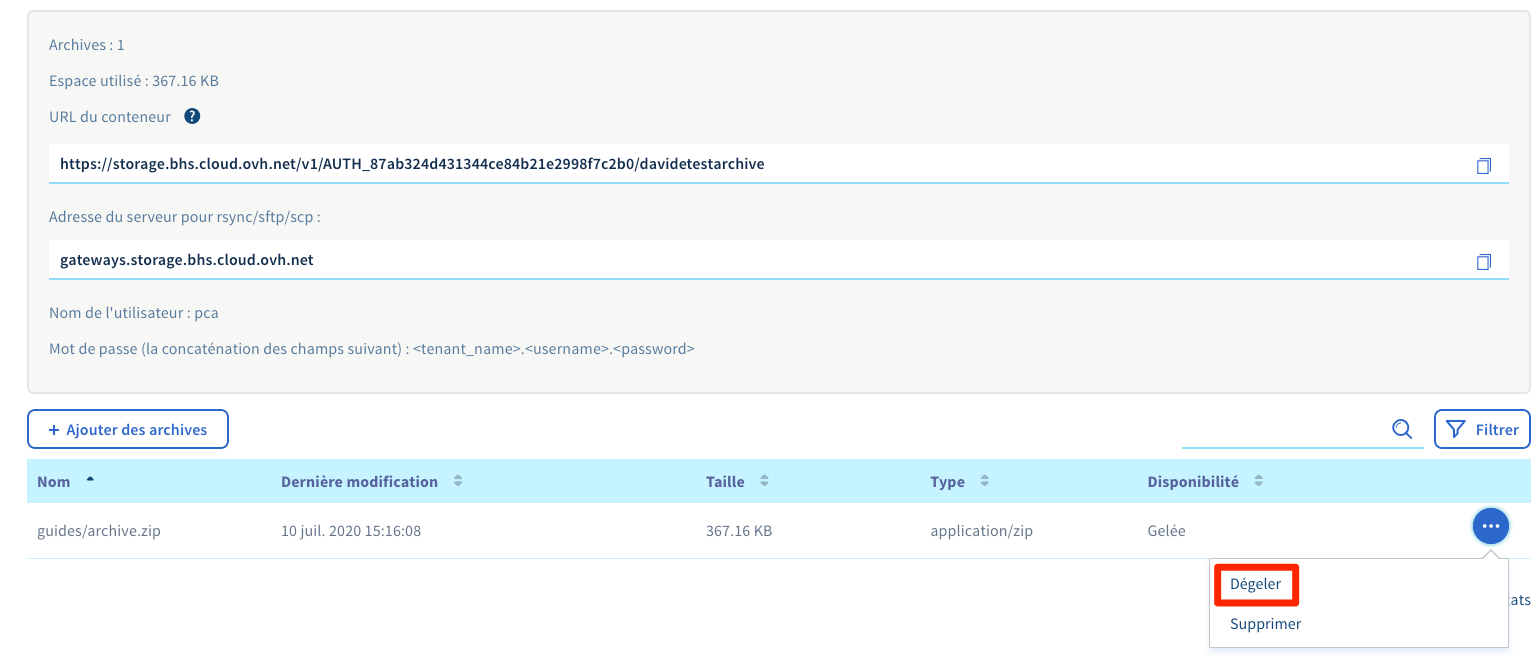 Archives : 1
Espace utilisé : 367.16 KB
URL du conteneur ?
https://storage.bhs.cloud.ovh.net/v1/AUTH_87ab324d431344ce84b21e2998f7c2b0/davidetestarchive
Adresse du serveur pour rsync/sftp/scp :
gateways.storage.bhs.cloud.ovh.net
Nom de l'utilisateur : pca
Mot de passe (la concaténation des champs suivant) : <tenant_name>.<username>.<password>
+ Ajouter des archives Filtrer
Nom Dernière modification Taille Type Disponibilité
guides/archive.zip 10 juil. 2020 15:16:08 367.16 KB application/zip Gelée
Dégeler
Supprimer